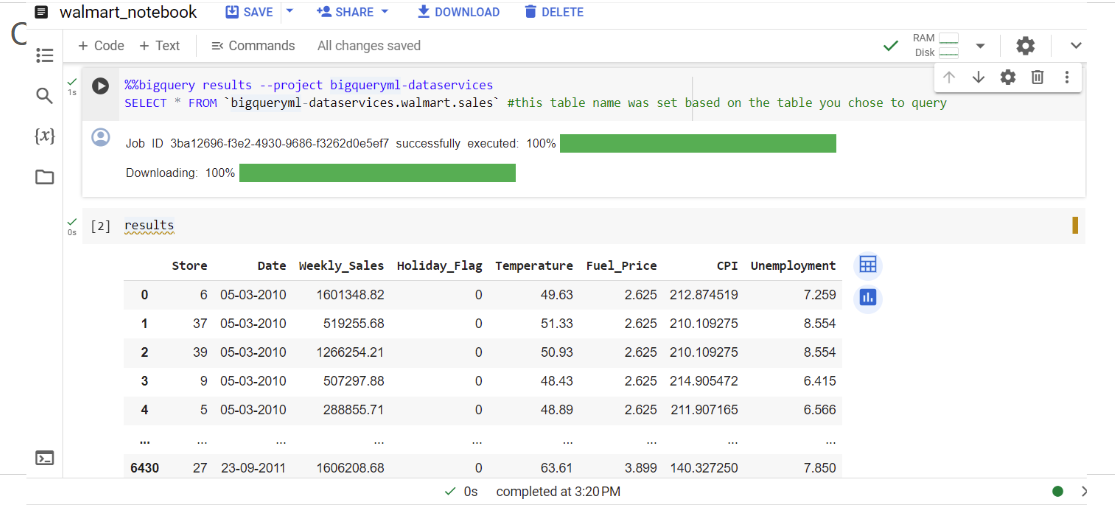 walmart_notebook SAVE SHARE DOWNLOAD DELETE
+ Code + Text Commands All changes saved RAM
Disk
1s %%bigquery results --project bigqueryml-dataservices
SELECT * FROM `bigqueryml-dataservices.walmart.sales` #this table name was set based on the table you chose to query
{x}
Job ID 3ba12696-f3e2-4930-9686-f3262d0e5ef7 successfully executed: 100%
Downloading: 100%
0s [2] results
Store Date Weekly_Sales Holiday_Flag Temperature Fuel_Price CPI Unemployment
0 6 05-03-2010 1601348.82 0 49.63 2.625 212.874519 7.259
1 37 05-03-2010 519255.68 0 51.33 2.625 210.109275 8.554
2 39 05-03-2010 1266254.21 0 50.93 2.625 210.109275 8.554
3 9 05-03-2010 507297.88 0 48.43 2.625 214.905472 6.415
4 5 05-03-2010 288855.71 0 48.89 2.625 211.907165 6.566
... ... ... ... ... ... ... ... ...
6430 27 23-09-2011 1606208.68 0 63.61 3.899 140.327250 7.850
0s completed at 3:20 PM